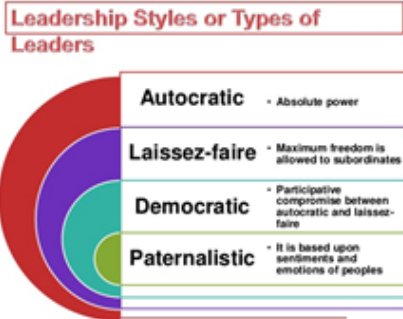 Leadership Styles or Types of
Leaders
Autocratic
• Absolute power
Laissez-faire
• Maximum freedom is
allowed to subordinates
Democratic
• Participative
compromise between
autocratic and laissez-
faire
Paternalistic
• It is based upon
sentiments and
emotions of peoples